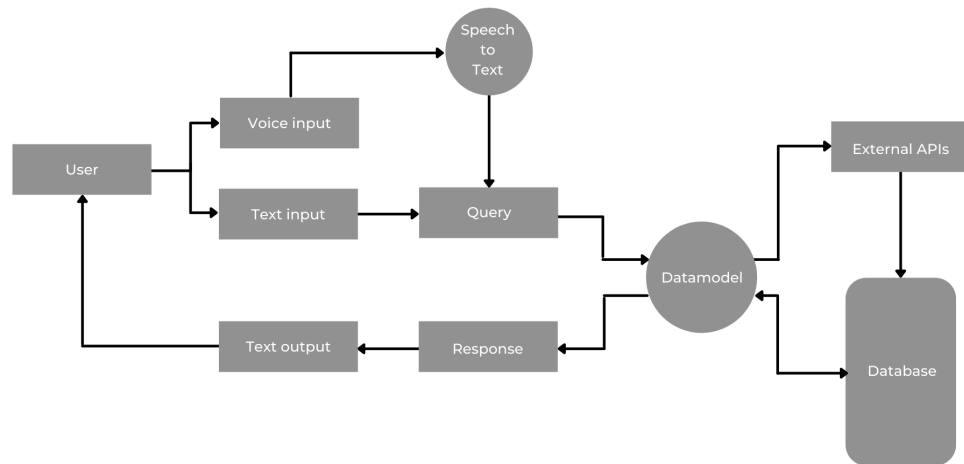 Speech
to
Text
Voice input
External APIs
User
Text input
Query
Datamodel
Text output
Response
Database